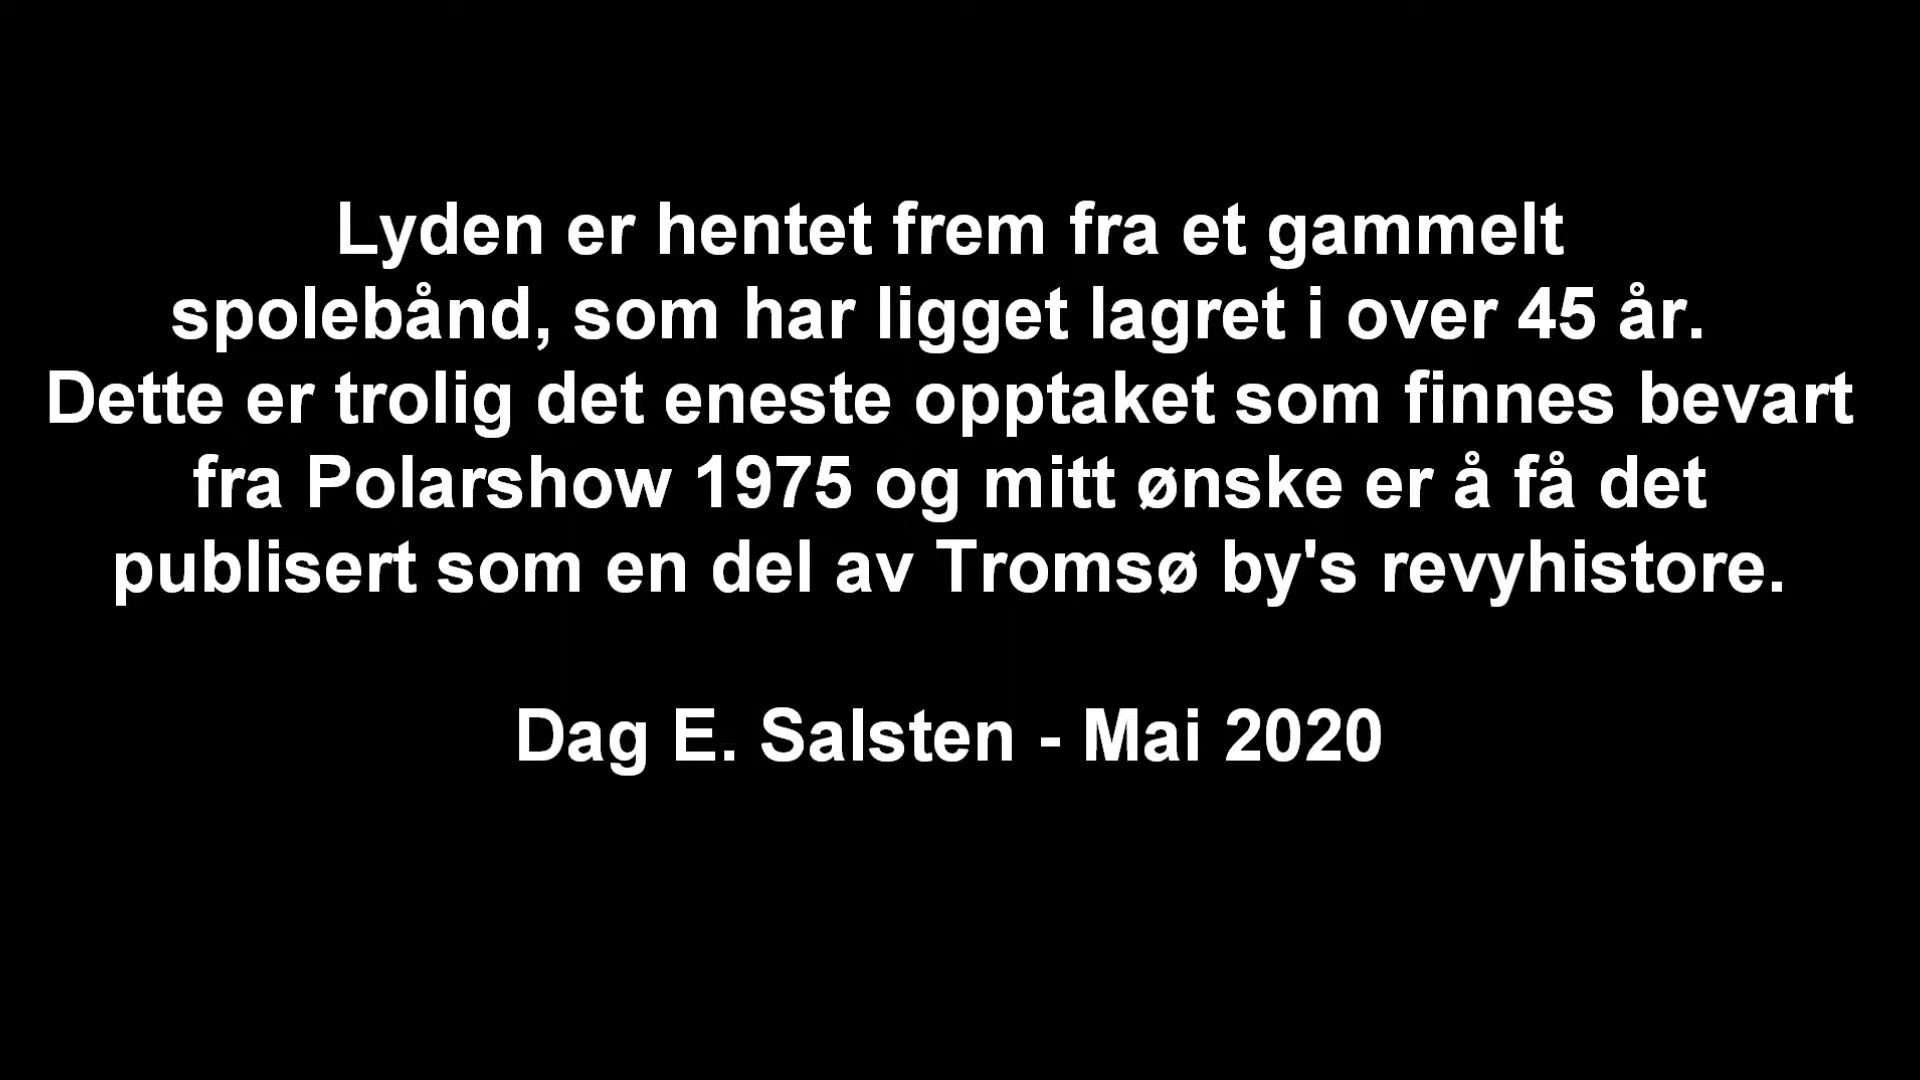 Lyden er hentet frem fra et gammelt
spolebånd, som har ligget lagret i over 45 år.
Dette er trolig det eneste opptaket som finnes bevart
fra Polarshow 1975 og mitt ønske er å få det
publisert som en del av Tromsø by's revyhistore.
Dag E. Salsten - Mai 2020